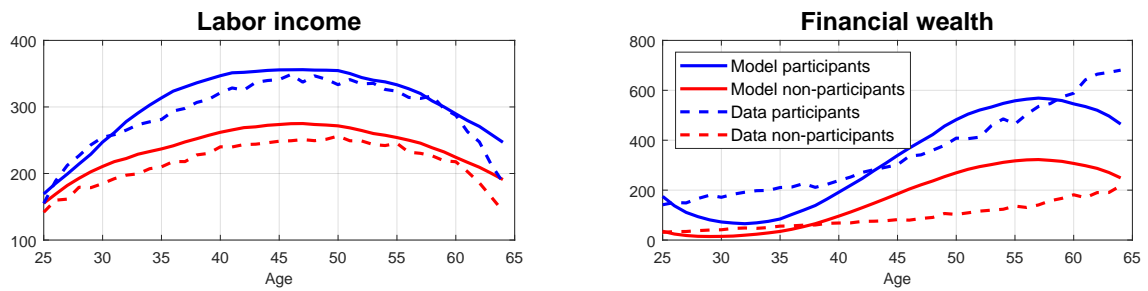 Labor income
400
300
200
100
25 30 35 40 45 50 55 60 65
Age
Financial wealth
800
600
400
200
0
Model participants
Model non-participants
Data participants
Data non-participants
25 30 35 40 45 50 55 60 65
Age